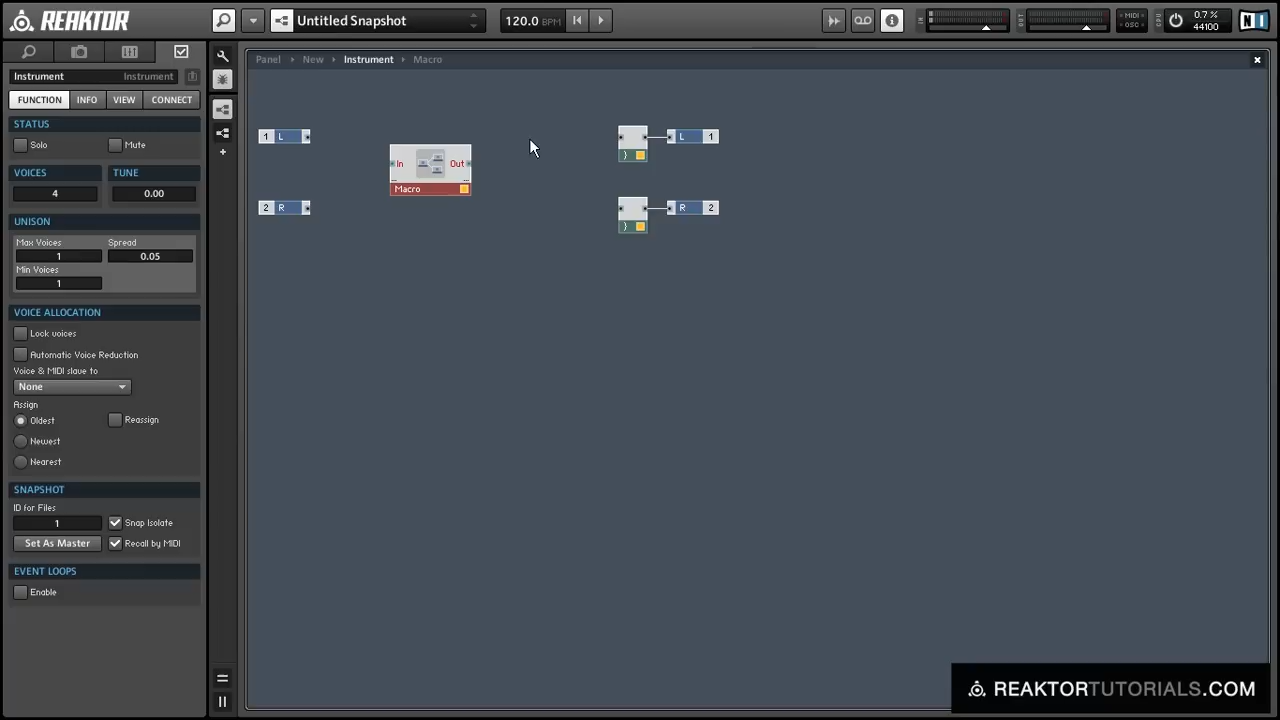 REAKTOR
Untitled Snapshot
120.0 BPM
IN
OUT
MIDI
OSC
CPU
0.7 %
44100
NI
Instrument
Instrument
FUNCTION
INFO
VIEW
CONNECT
STATUS
Solo
Mute
VOICES
TUNE
4
0.00
UNISON
Max Voices
Spread
1
0.05
Min Voices
1
VOICE ALLOCATION
Lock voices
Automatic Voice Reduction
Voice & MIDI slave to
None
Assign
Oldest
Reassign
Newest
Nearest
SNAPSHOT
ID for Files
1
Snap Isolate
Set As Master
Recall by MIDI
EVENT LOOPS
Enable
Panel
New
Instrument
Macro
1 L
2 R
In
Out
Macro
L 1
R 2
REAKTORTUTORIALS.COM